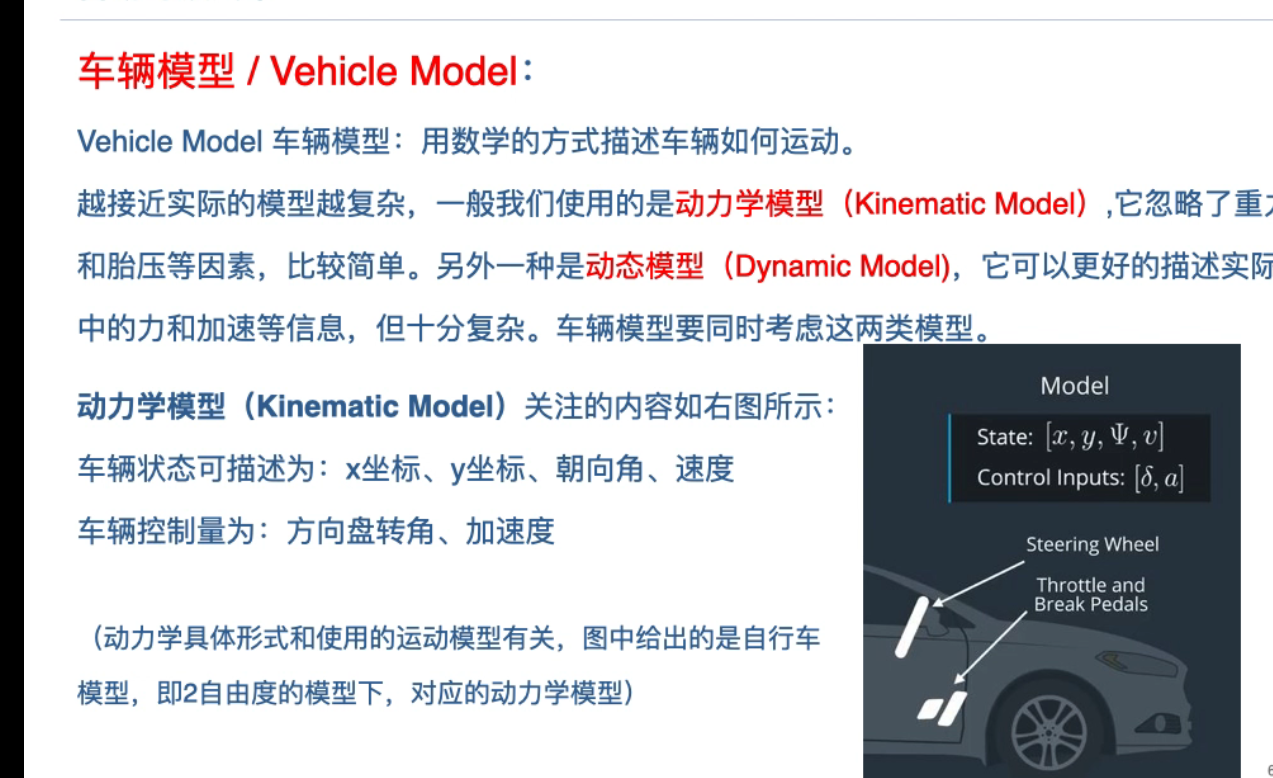 车辆模型 / Vehicle Model：
Vehicle Model 车辆模型：用数学的方式描述车辆如何运动。
越接近实际的模型越复杂，一般我们使用的是动力学模型（Kinematic Model）,它忽略了重
和胎压等因素，比较简单。另外一种是动态模型（Dynamic Model)，它可以更好的描述实际
中的力和加速等信息，但十分复杂。车辆模型要同时考虑这两类模型。
动力学模型（Kinematic Model）关注的内容如右图所示：
车辆状态可描述为：x坐标、y坐标、朝向角、速度
车辆控制量为：方向盘转角、加速度
（动力学具体形式和使用的运动模型有关，图中给出的是自行车
模型，即2自由度的模型下，对应的动力学模型）
Model
State: [x, y, Ψ, v]
Control Inputs: [δ, a]
Steering Wheel
Throttle and
Break Pedals